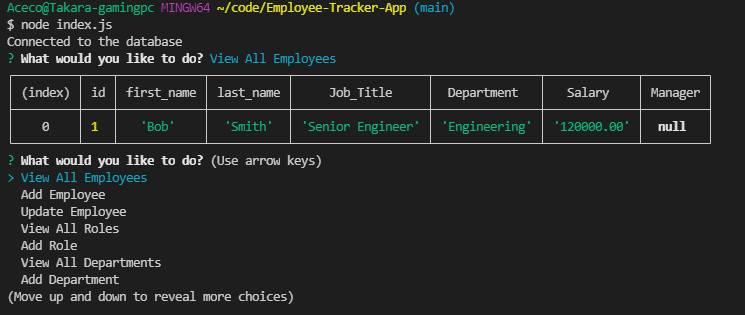 Aceco@Takara-gamingpc MINGW64 ~/code/Employee-Tracker-App (main)
$ node index.js
Connected to the database
? What would you like to do? View All Employees
(index) id first_name last_name Job_Title Department Salary Manager
0 1 'Bob' 'Smith' 'Senior Engineer' 'Engineering' '120000.00' null
? What would you like to do? (Use arrow keys)
> View All Employees
Add Employee
Update Employee
View All Roles
Add Role
View All Departments
Add Department
(Move up and down to reveal more choices)